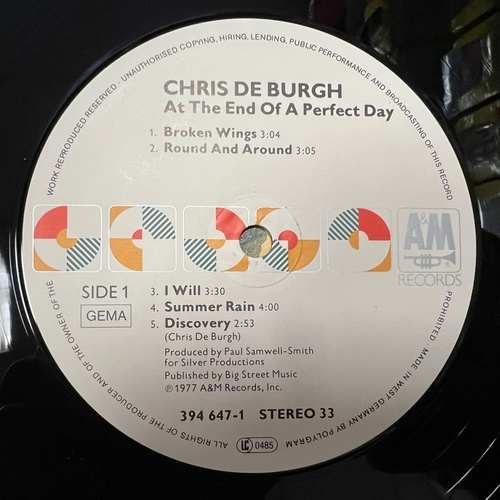 WORK REPRODUCED RESERVED - UNAUTHORISED COPYING, HIRING, LENDING, PUBLIC PERFORMANCE AND BROADCASTING OF THIS RECORD PROHIBITED
CHRIS DE BURGH
At The End Of A Perfect Day
1. Broken Wings 3:04
2. Round And Around 3:05
A&M
RECORDS
SIDE 1
GEMA
3. I Will 3:30
4. Summer Rain 4:00
5. Discovery 2:53
(Chris De Burgh)
Produced by Paul Samwell-Smith
for Silver Productions
Published by Big Street Music
℗ 1977 A&M Records, Inc.
394 647-1 STEREO 33
LC 0485
ALL RIGHTS OF THE PRODUCER AND OF THE OWNER OF THE
MADE IN WEST GERMANY BY POLYGRAM